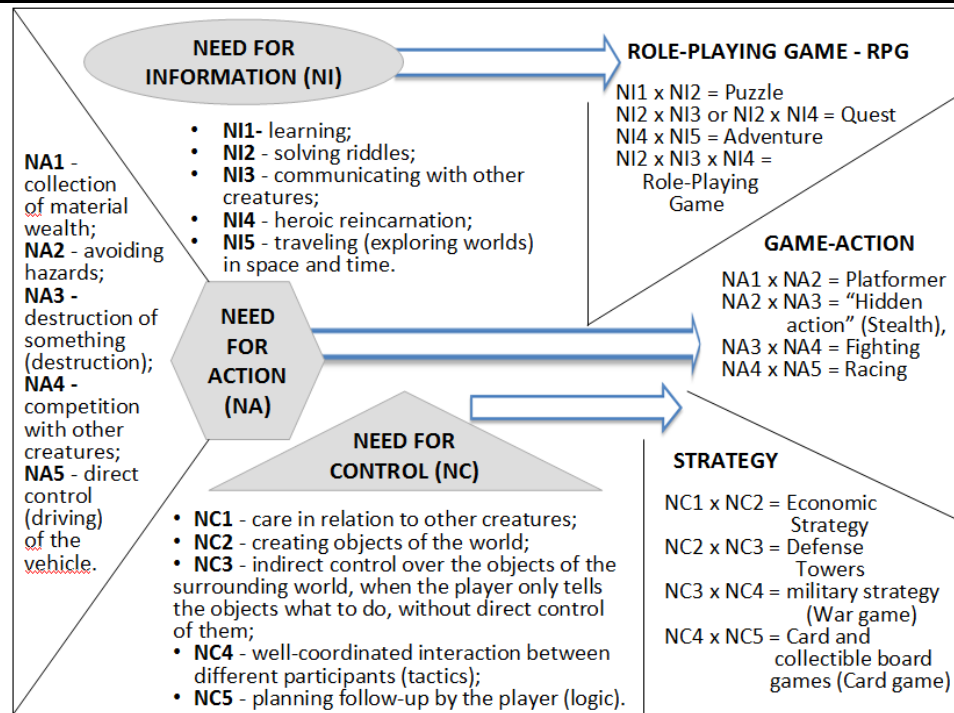 NEED FOR
INFORMATION (NI)
ROLE-PLAYING GAME - RPG
NI1 x NI2 = Puzzle
NI2 x NI3 or NI2 x NI4 = Quest
NI4 x NI5 = Adventure
NI2 x NI3 x NI4 =
Role-Playing
Game
• NI1- learning;
• NI2 - solving riddles;
• NI3 - communicating with other
creatures;
• NI4 - heroic reincarnation;
• NI5 - traveling (exploring worlds)
in space and time.
NA1 -
collection
of material
wealth;
NA2 - avoiding
hazards;
NA3 -
destruction of
something
(destruction);
NA4 -
competition
with other
creatures;
NA5 - direct
control
(driving)
of the
vehicle.
NEED
FOR
ACTION
(NA)
GAME-ACTION
NA1 x NA2 = Platformer
NA2 x NA3 = “Hidden
action” (Stealth),
NA3 x NA4 = Fighting
NA4 x NA5 = Racing
NEED FOR
CONTROL (NC)
• NC1 - care in relation to other creatures;
• NC2 - creating objects of the world;
• NC3 - indirect control over the objects of the
surrounding world, when the player only tells
the objects what to do, without direct control
of them;
• NC4 - well-coordinated interaction between
different participants (tactics);
• NC5 - planning follow-up by the player (logic).
STRATEGY
NC1 x NC2 = Economic
Strategy
NC2 x NC3 = Defense
Towers
NC3 x NC4 = military strategy
(War game)
NC4 x NC5 = Card and
collectible board
games (Card game)